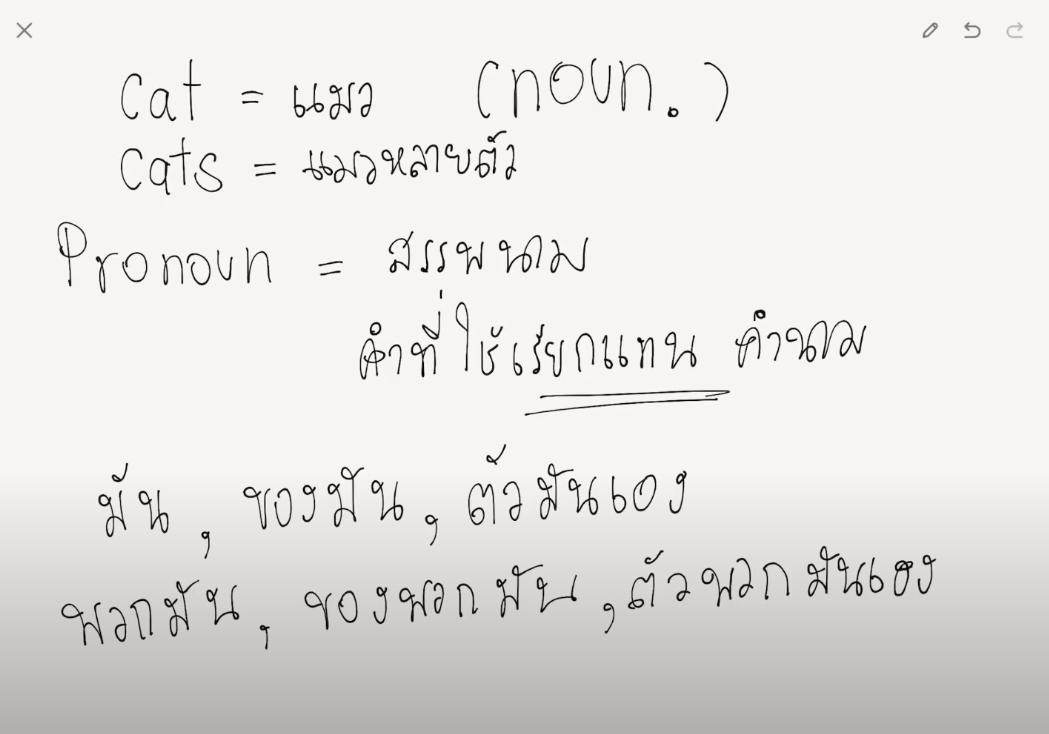 Cat = แมว (noun.)
Cats = แมวหลายตัว
Pronoun = สรรพนาม
คำที่ใช้เรียกแทน คำนาม
มัน, ของมัน, ตัวมันเอง
พวกมัน, ของพวกมัน, ตัวพวกมันเอง